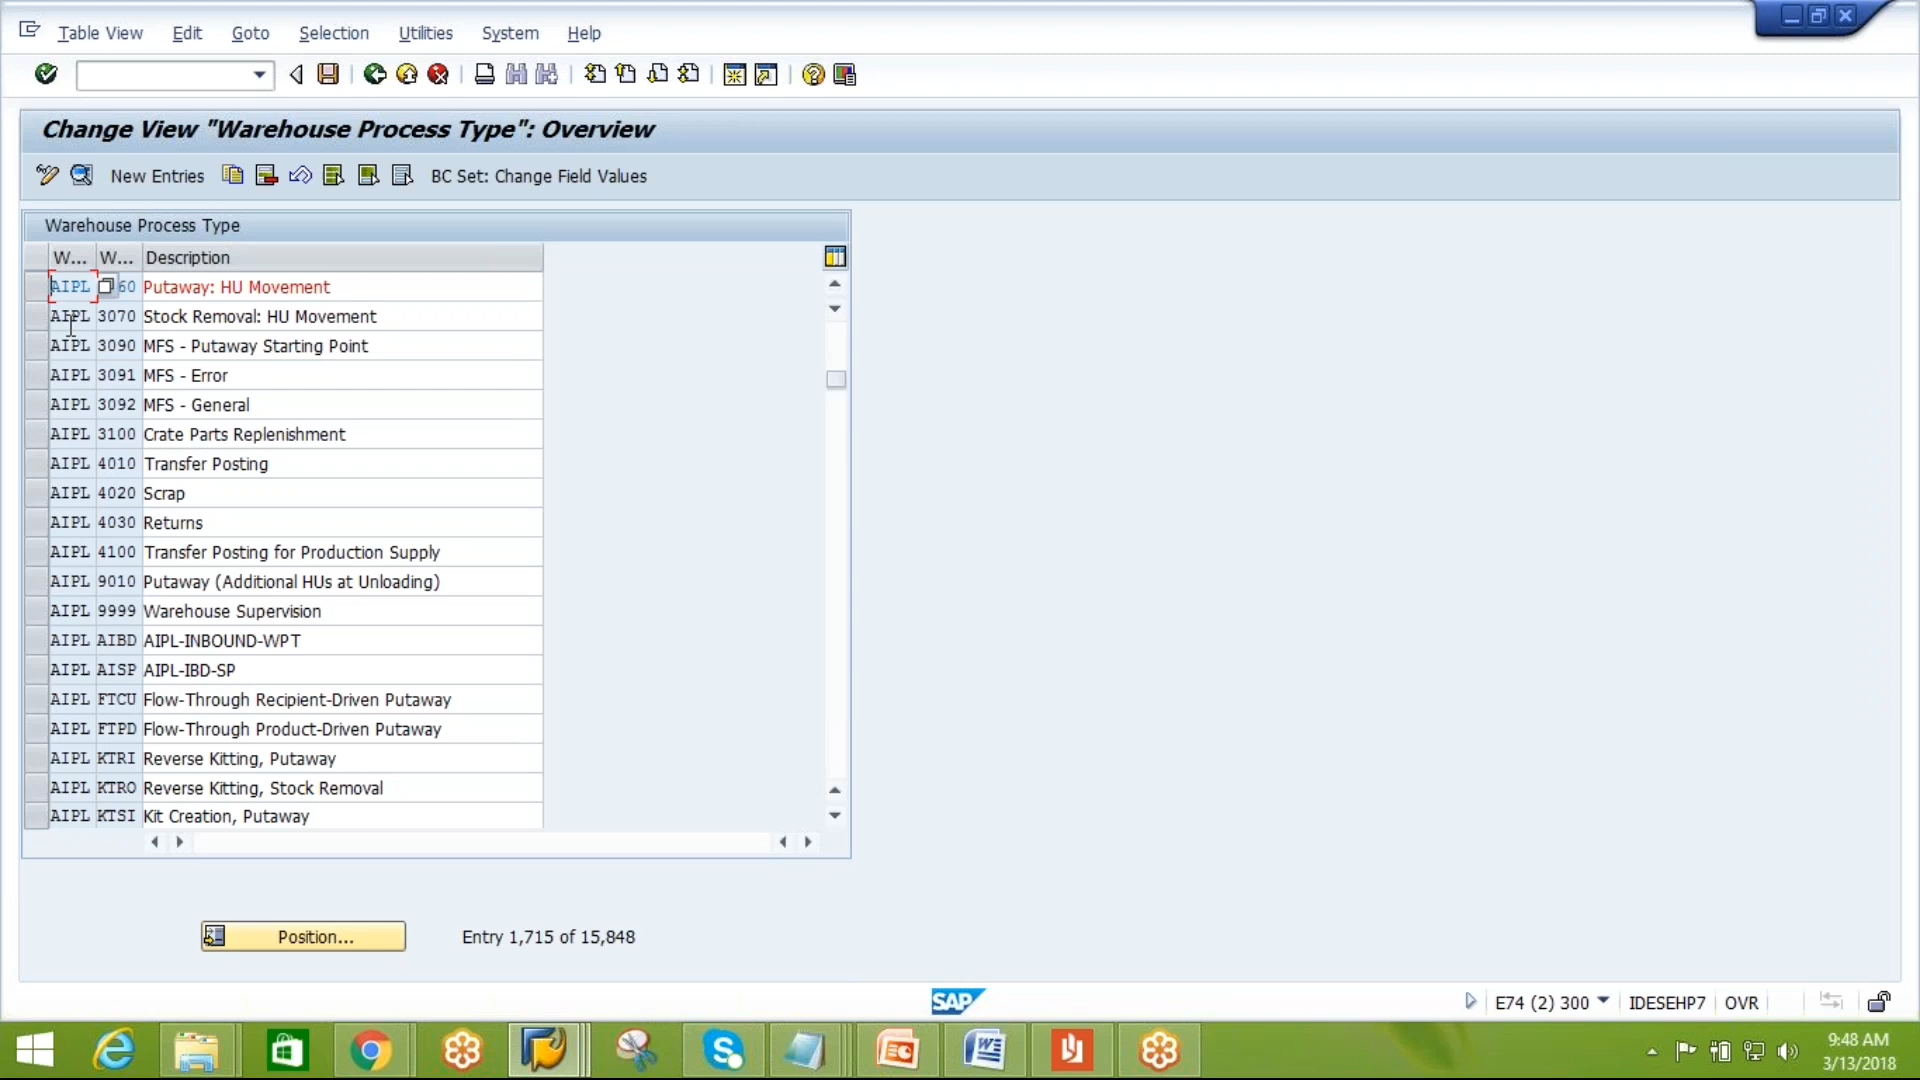 Table View Edit Goto Selection Utilities System Help
Change View "Warehouse Process Type": Overview
New Entries BC Set: Change Field Values
Warehouse Process Type
W... W... Description
AIPL 60 Putaway: HU Movement
AIPL 3070 Stock Removal: HU Movement
AIPL 3090 MFS - Putaway Starting Point
AIPL 3091 MFS - Error
AIPL 3092 MFS - General
AIPL 3100 Crate Parts Replenishment
AIPL 4010 Transfer Posting
AIPL 4020 Scrap
AIPL 4030 Returns
AIPL 4100 Transfer Posting for Production Supply
AIPL 9010 Putaway (Additional HUs at Unloading)
AIPL 9999 Warehouse Supervision
AIPL AIBD AIPL-INBOUND-WPT
AIPL AISP AIPL-IBD-SP
AIPL FTCU Flow-Through Recipient-Driven Putaway
AIPL FTPD Flow-Through Product-Driven Putaway
AIPL KTRI Reverse Kitting, Putaway
AIPL KTRO Reverse Kitting, Stock Removal
AIPL KTSI Kit Creation, Putaway
Position... Entry 1,715 of 15,848
SAP E74 (2) 300 IDESEHP7 OVR
9:48 AM
3/13/2018